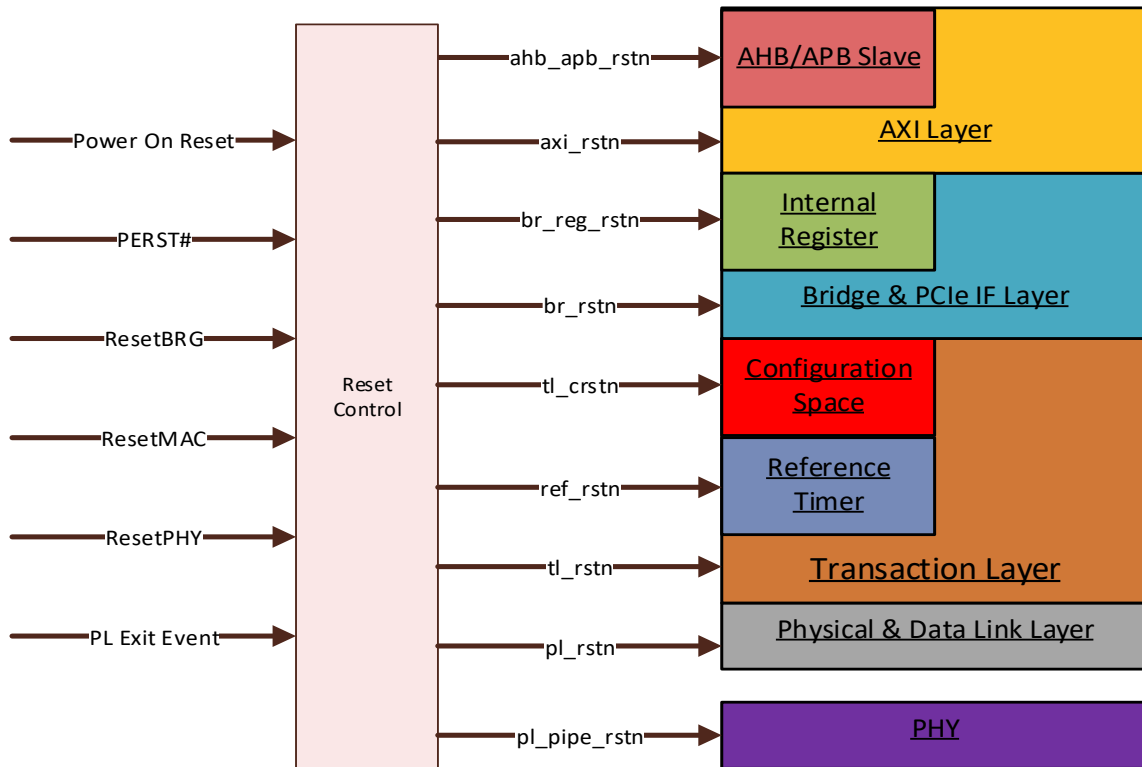 Power On Reset
PERST#
ResetBRG
ResetMAC
ResetPHY
PL Exit Event
Reset
Control
ahb_apb_rstn
axi_rstn
br_reg_rstn
br_rstn
tl_crstn
ref_rstn
tl_rstn
pl_rstn
pl_pipe_rstn
AHB/APB Slave
AXI Layer
Internal
Register
Bridge & PCIe IF Layer
Configuration
Space
Reference
Timer
Transaction Layer
Physical & Data Link Layer
PHY